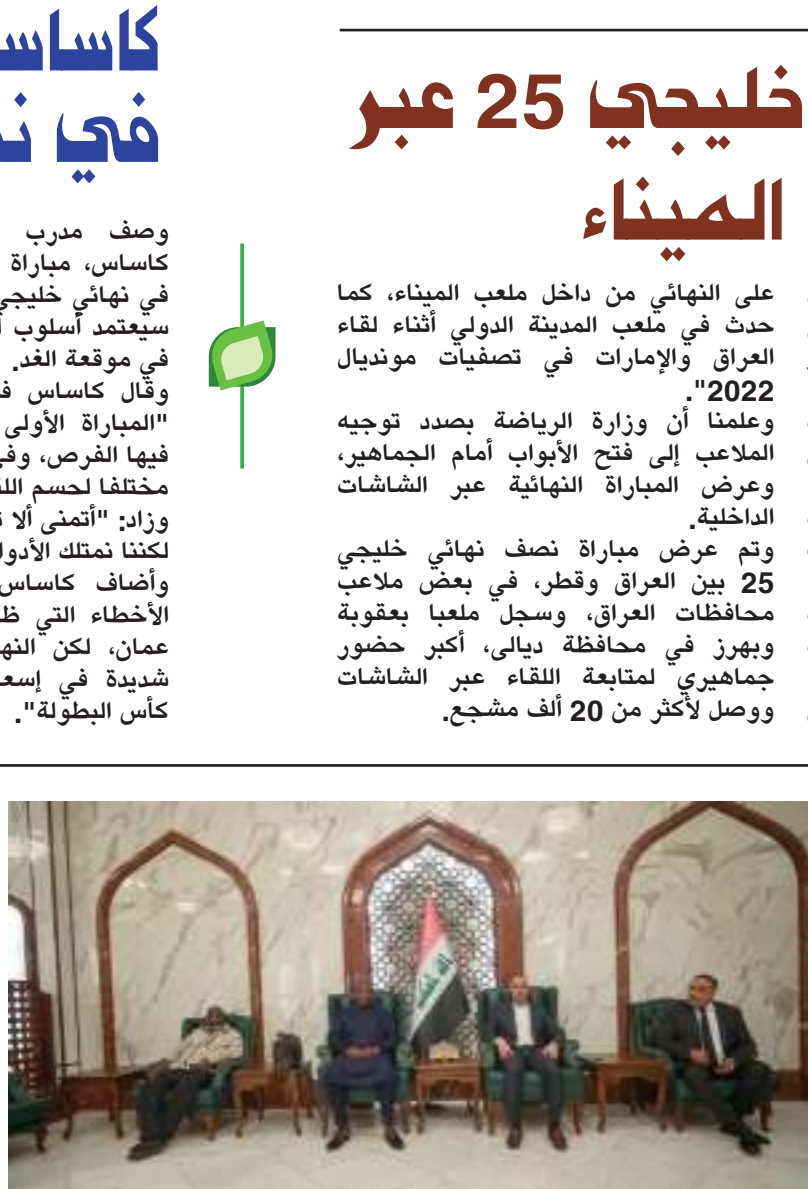 خليجي 25 عبر
الميناء
على النهائي من داخل ملعب الميناء، كما
حدث في ملعب المدينة الدولي أثناء لقاء
العراق والإمارات في تصفيات مونديال
2022".
وعلمنا أن وزارة الرياضة بصدد توجيه
الملاعب إلى فتح الأبواب أمام الجماهير،
وعرض المباراة النهائية عبر الشاشات
الداخلية.
وتم عرض مباراة نصف نهائي خليجي
25 بين العراق وقطر، في بعض ملاعب
محافظات العراق، وسجل ملعبا بعقوبة
وبهرز في محافظة ديالى، أكبر حضور
جماهيري لمتابعة اللقاء عبر الشاشات
ووصل لأكثر من 20 ألف مشجع.
في
وصف مدرب
كاساس، مباراة
في نهائي خليجي
سيعتمد أسلوب
في موقعة الغد.
وقال كاساس
"المباراة الأولى
فيها الفرص،
مختلفا لحسم
وزاد: "أتمنى ألا
لكننا نمتلك
وأضاف كاساس
الأخطاء التي
عمان، لكن
شديدة في
كأس البطولة".